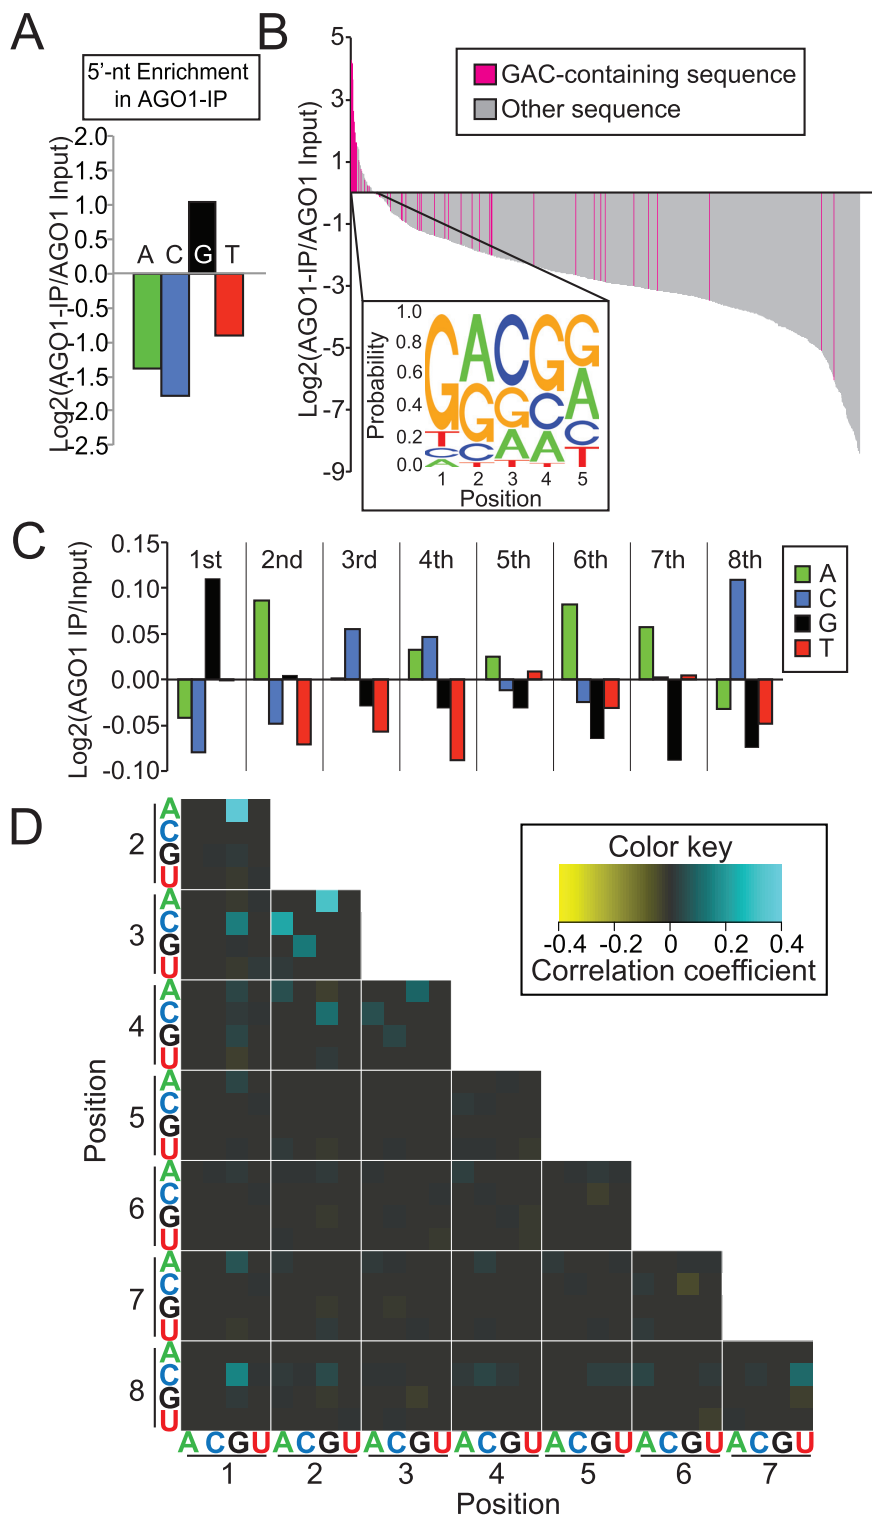 A
5'-nt Enrichment
in AGO1-IP
Log2(AGO1-IP/AGO1 Input)
2.0
1.5
1.0
0.5
0.0
-0.5
-1.0
-1.5
-2.0
-2.5
A C G T
B
Log2(AGO1-IP/AGO1 Input)
5
3
1
-1
-3
-5
-7
-9
GAC-containing sequence
Other sequence
Probability
1.0
0.8
0.6
0.4
0.2
0.0
G A C G G
G G C A
T C A A C
C T T T T
A
1 2 3 4 5
Position
C
Log2(AGO1 IP/Input)
0.15
0.10
0.05
0.00
-0.05
-0.10
1st 2nd 3rd 4th 5th 6th 7th 8th
A
C
G
T
D
Color key
-0.4 -0.2 0 0.2 0.4
Correlation coefficient
Position
2
A
C
G
U
3
A
C
G
U
4
A
C
G
U
5
A
C
G
U
6
A
C
G
U
7
A
C
G
U
8
A
C
G
U
A C G U A C G U A C G U A C G U A C G U A C G U A C G U
1 2 3 4 5 6 7
Position